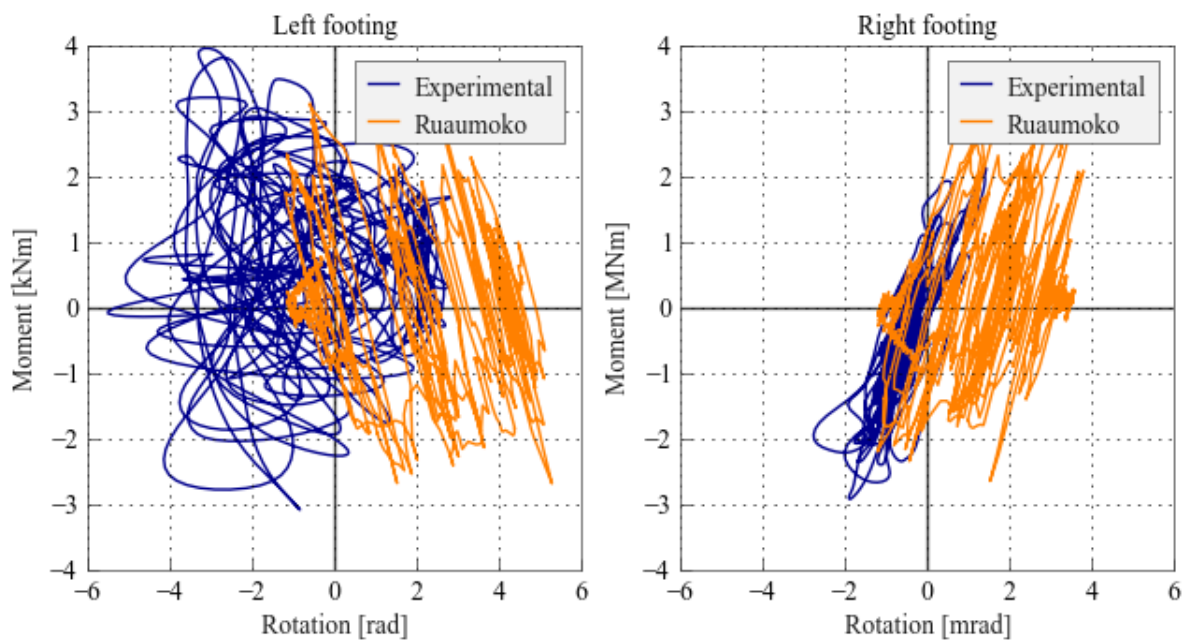 Left footing
Right footing
Experimental
Ruaumoko
Experimental
Ruaumoko
Moment [kNm]
Moment [MNm]
4
3
2
1
0
−1
−2
−3
−4
4
3
2
1
0
−1
−2
−3
−4
−6 −4 −2 0 2 4 6
−6 −4 −2 0 2 4 6
Rotation [rad]
Rotation [mrad]